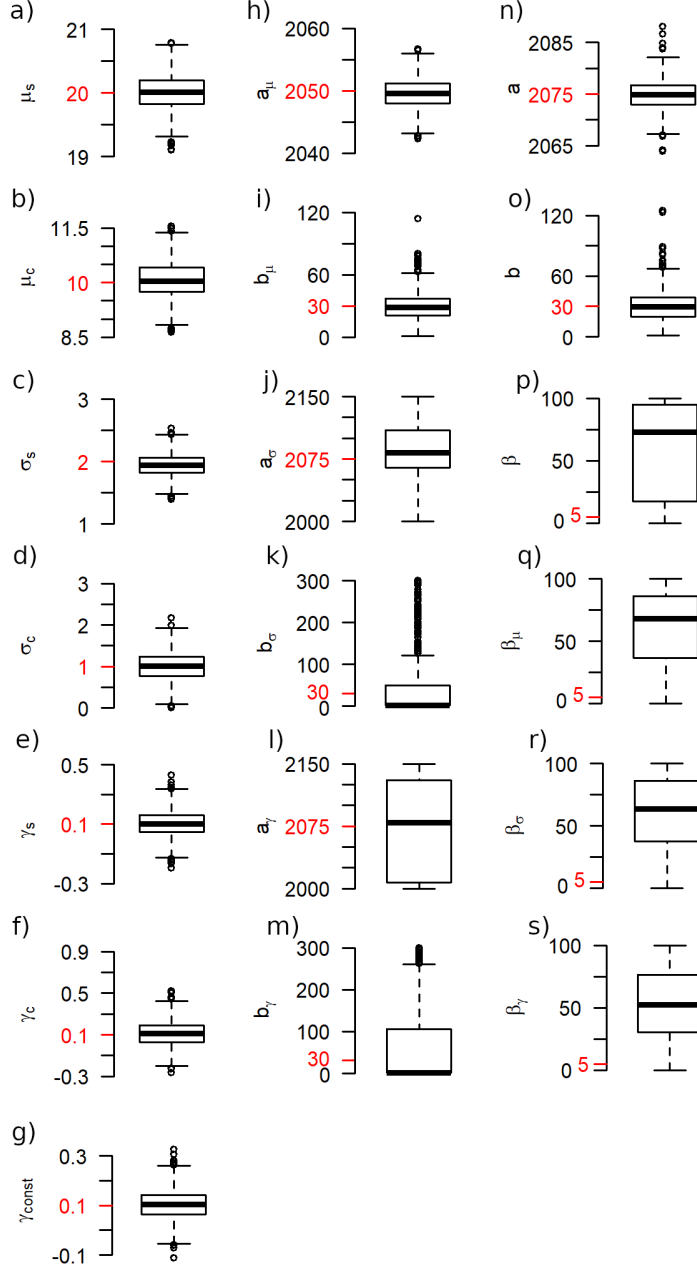 a)
21
20
19
μs
b)
11.5
10
8.5
μc
c)
3
2
1
σs
d)
3
2
1
0
σc
e)
0.5
0.1
-0.3
γs
f)
0.9
0.5
0.1
-0.3
γc
g)
0.3
0.1
-0.1
γconst
h)
2060
2050
2040
aμ
i)
120
60
30
0
bμ
j)
2150
2075
2000
aσ
k)
300
200
100
30
0
bσ
l)
2150
2075
2000
aγ
m)
300
200
100
30
0
bγ
n)
2085
2075
2065
a
o)
120
60
30
0
b
p)
100
50
5
0
β
q)
100
50
5
0
βμ
r)
100
50
5
0
βσ
s)
100
50
5
0
βγ